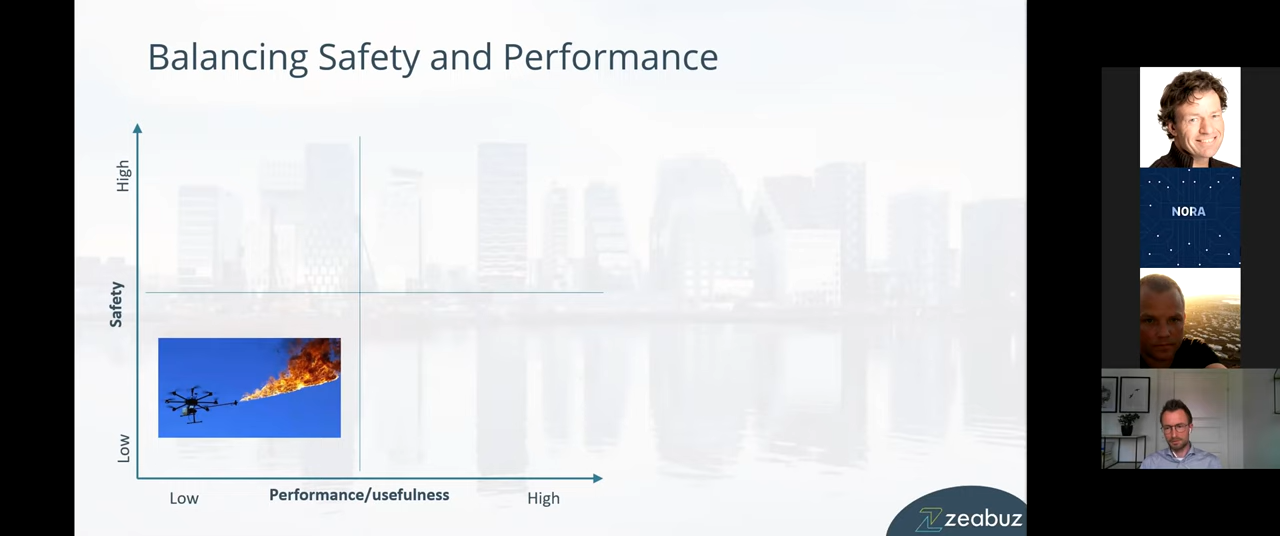 Balancing Safety and Performance
High
Safety
Low
Low
Performance/usefulness
High
zeabuz
NORA